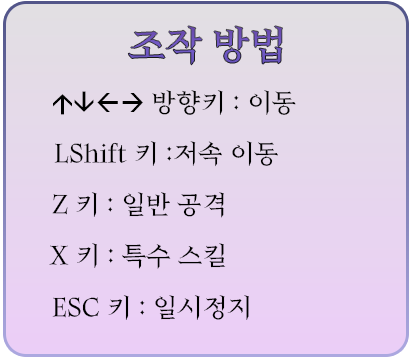 조작 방법
↑↓←→ 방향키 : 이동
LShift 키 :저속 이동
Z 키 : 일반 공격
X 키 : 특수 스킬
ESC 키 : 일시정지